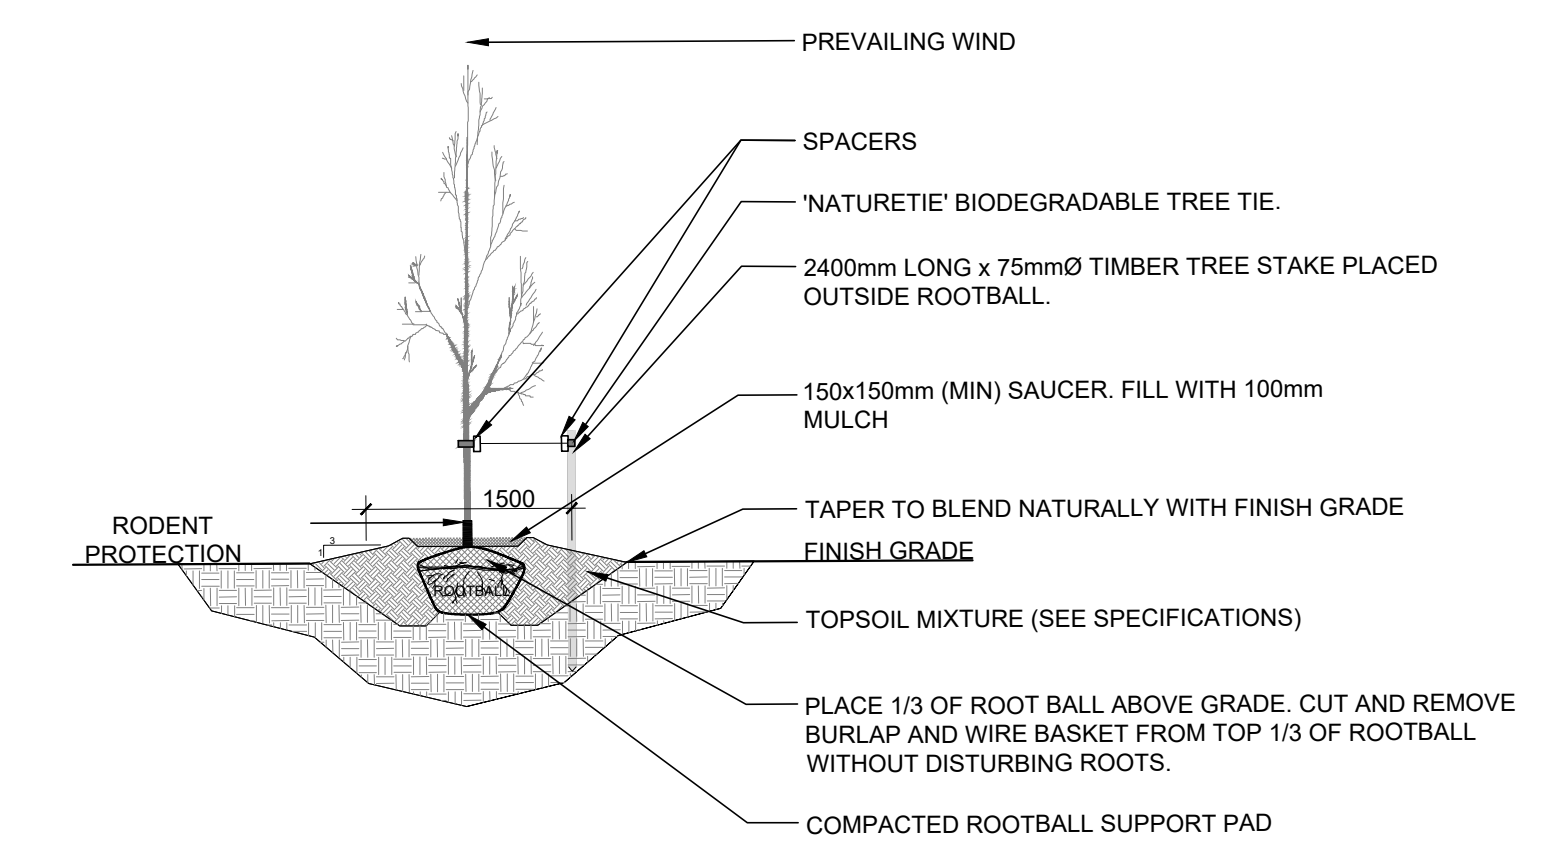 PREVAILING WIND
SPACERS
'NATURETIE' BIODEGRADABLE TREE TIE.
2400mm LONG x 75mmØ TIMBER TREE STAKE PLACED
OUTSIDE ROOTBALL.
150x150mm (MIN) SAUCER. FILL WITH 100mm
MULCH
1500
TAPER TO BLEND NATURALLY WITH FINISH GRADE
RODENT
PROTECTION
3
1
FINISH GRADE
ROOTBALL
TOPSOIL MIXTURE (SEE SPECIFICATIONS)
PLACE 1/3 OF ROOT BALL ABOVE GRADE. CUT AND REMOVE
BURLAP AND WIRE BASKET FROM TOP 1/3 OF ROOTBALL
WITHOUT DISTURBING ROOTS.
COMPACTED ROOTBALL SUPPORT PAD